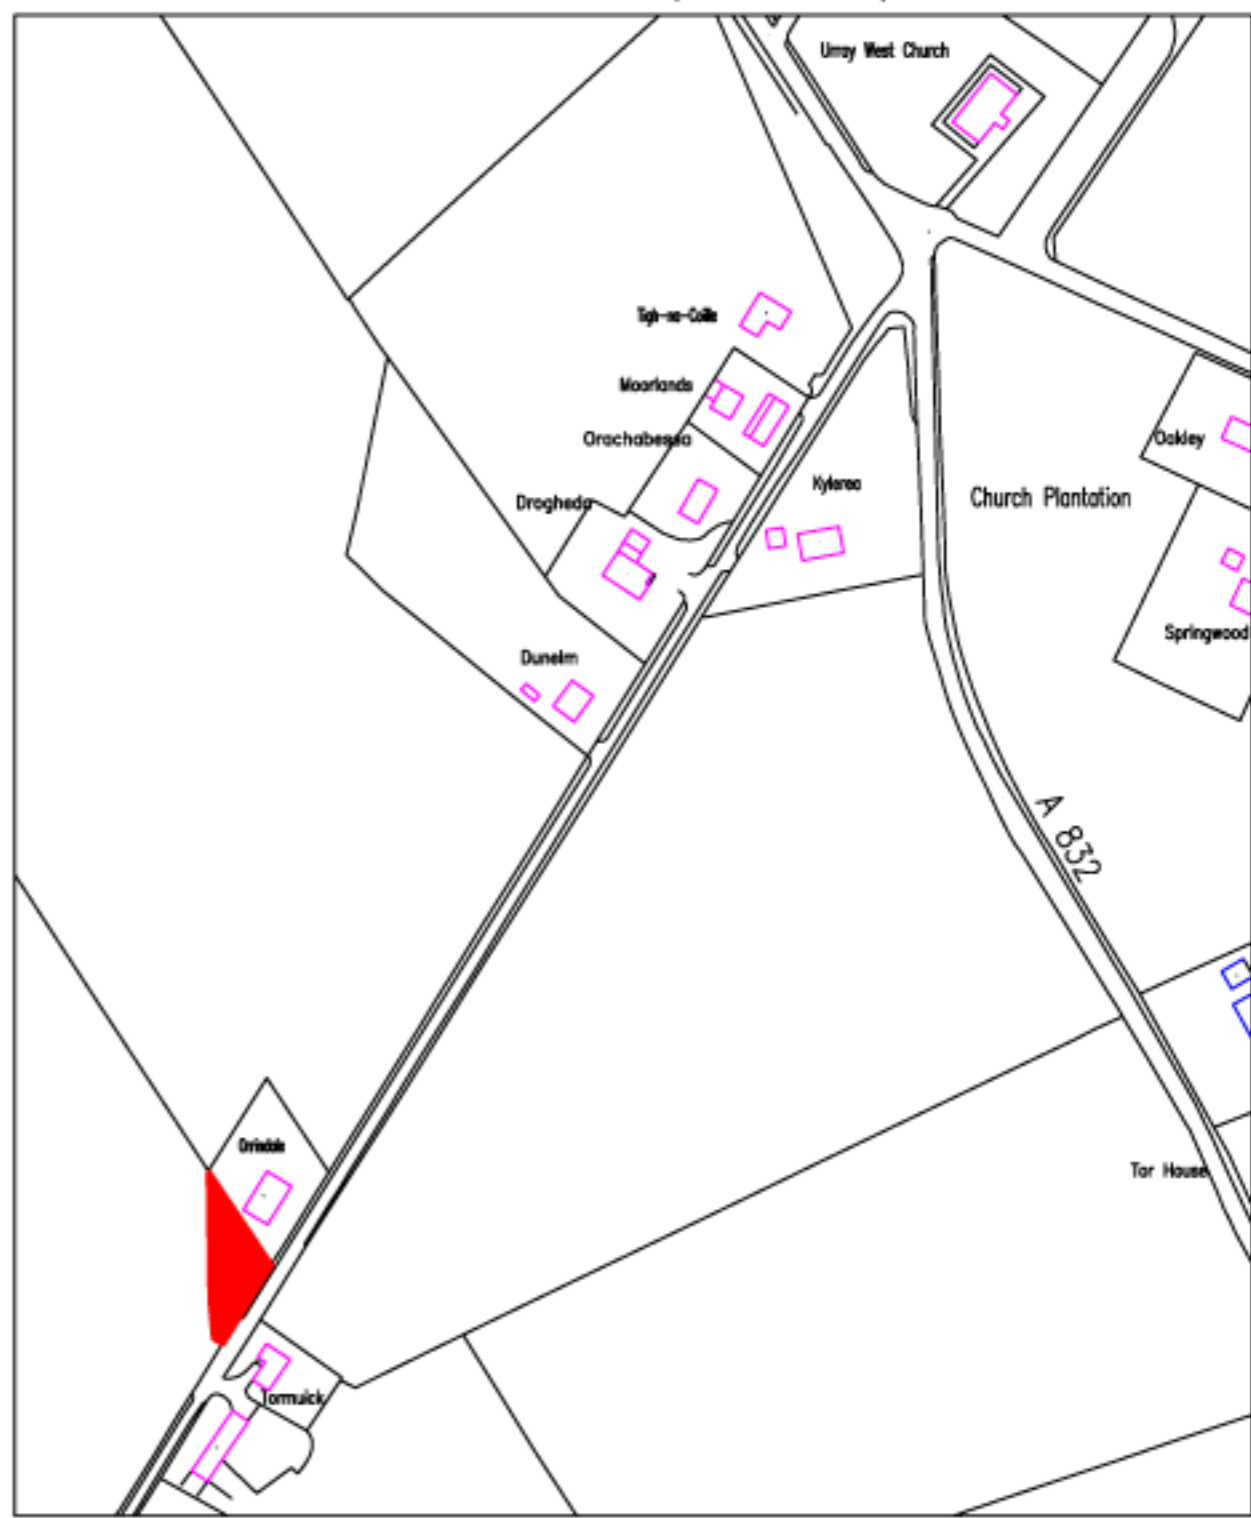 Urray West Church
Tigh-na-Coille
Moorlands
Orachabessa
Drogheda
Kylerea
Oakley
Church Plantation
Springwood
Dunelm
A 832
Tor House
Tormuick